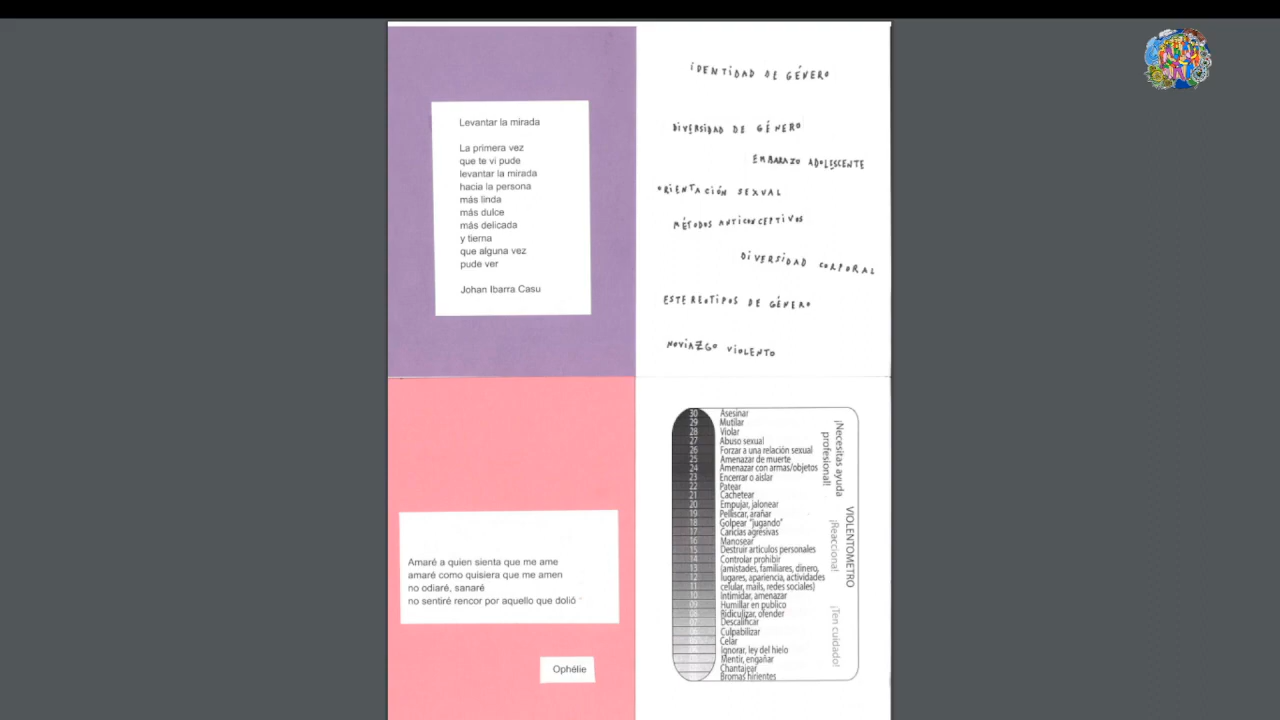 Levantar la mirada
La primera vez
que te vi pude
levantar la mirada
hacia la persona
más linda
más dulce
más delicada
y tierna
que alguna vez
pude ver
Johan Ibarra Casu
IDENTIDAD DE GÉNERO
DIVERSIDAD DE GÉNERO
EMBARAZO ADOLESCENTE
ORIENTACIÓN SEXUAL
MÉTODOS ANTICONCEPTIVOS
DIVERSIDAD CORPORAL
ESTEREOTIPOS DE GÉNERO
NOVIAZGO VIOLENTO
Amaré a quien sienta que me ame
amaré como quisiera que me amen
no odiaré, sanaré
no sentiré rencor por aquello que dolió
Ophélie
30 Asesinar
29 Mutilar
28 Violar
27 Abuso sexual
26 Forzar a una relación sexual
25 Amenazar de muerte
24 Amenazar con armas/objetos
23 Encerrar o aislar
22 Patear
21 Cachetear
20 Empujar, jalonear
19 Pellizcar, arañar
18 Golpear "jugando"
17 Caricias agresivas
16 Manosear
15 Destruir artículos personales
14 Controlar prohibir
13 (amistades, familiares, dinero,
12 lugares, apariencia, actividades
11 celular, mails, redes sociales)
10 Intimidar, amenazar
09 Humillar en publico
08 Ridiculizar, ofender
07 Descalificar
Culpabilizar
Celar
Ignorar, ley del hielo
Mentir, engañar
Chantajear
Bromas hirientes
¡Necesitas ayuda
profesional!
VIOLENTOMETRO
¡Reacciona!
¡Ten cuidado!